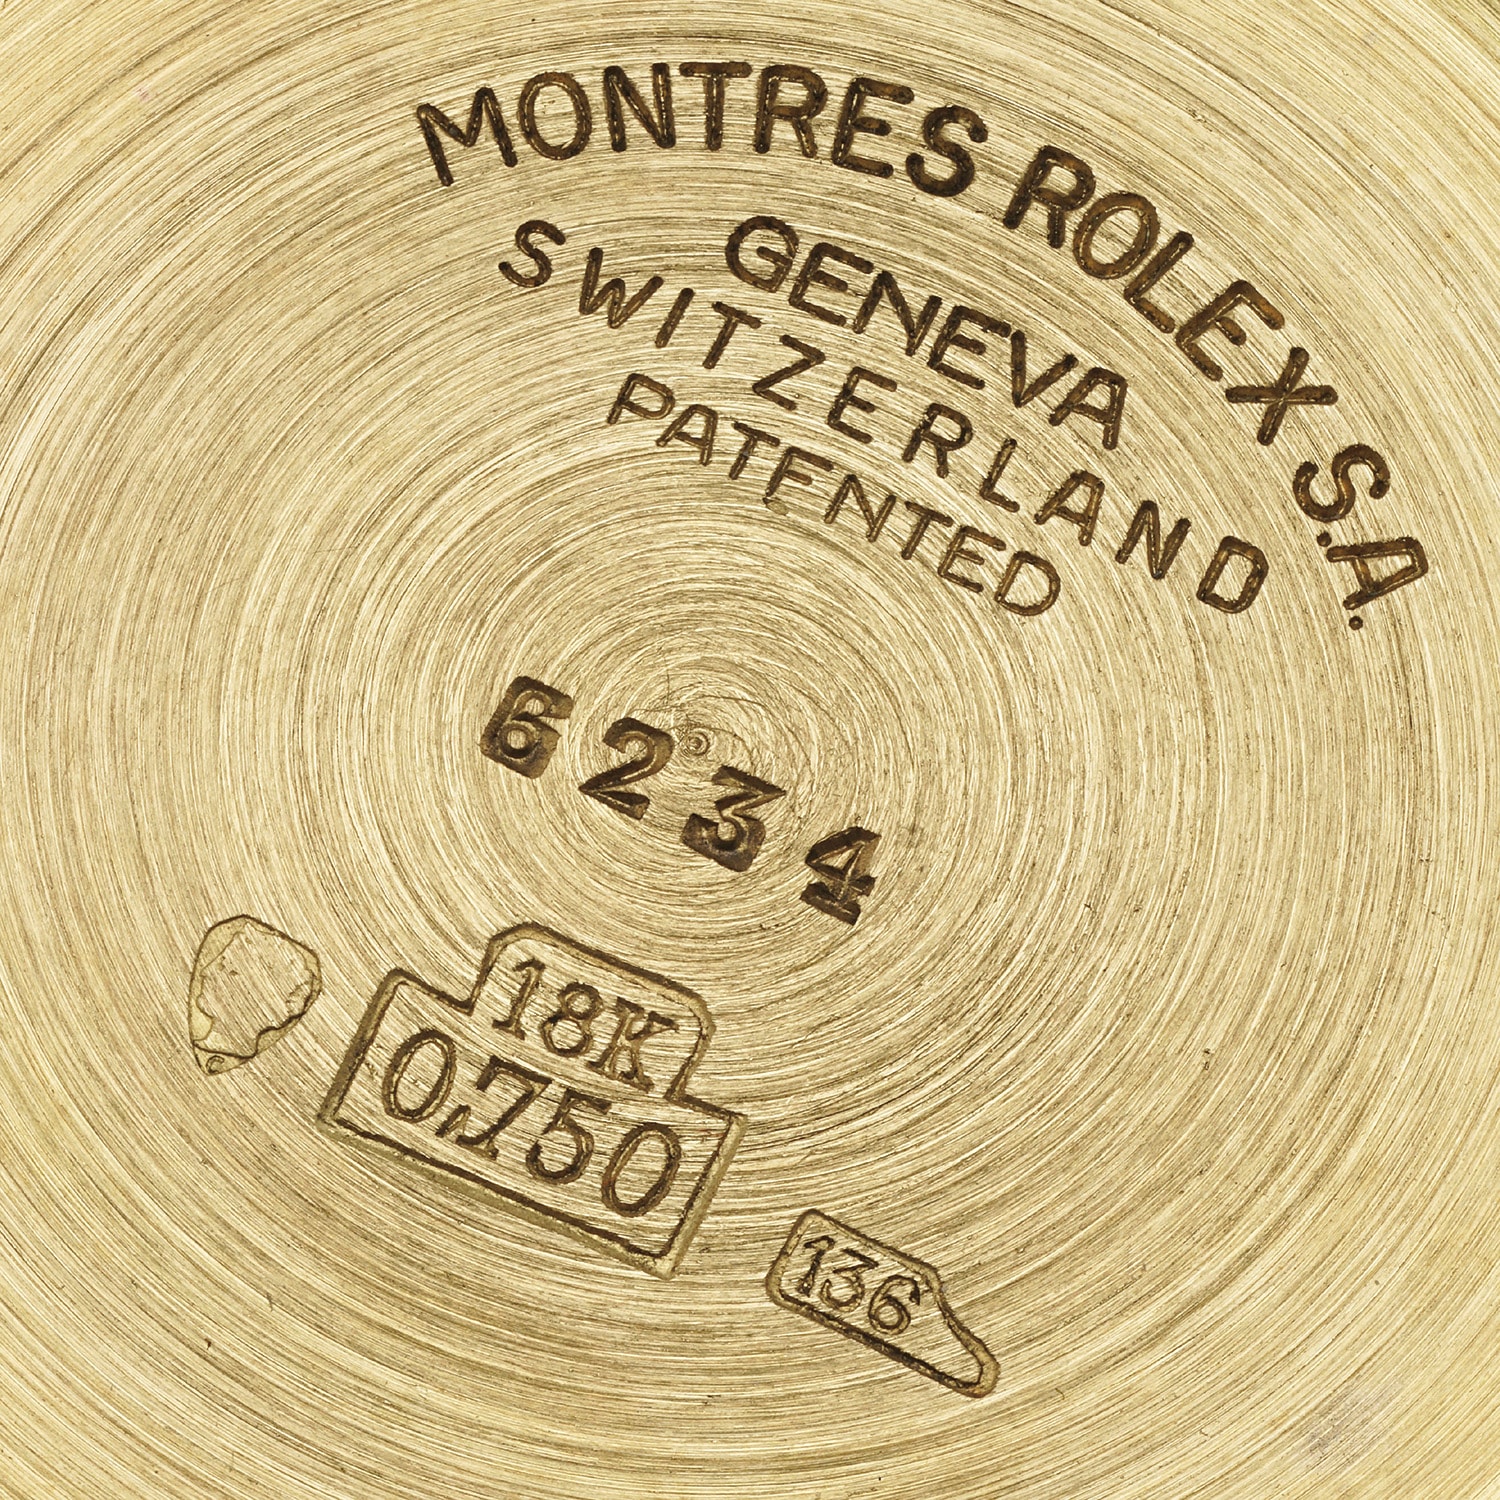 MONTRES ROLEX S.A.
GENEVA
SWITZERLAND
PATENTED
6234
18K
0,750
136